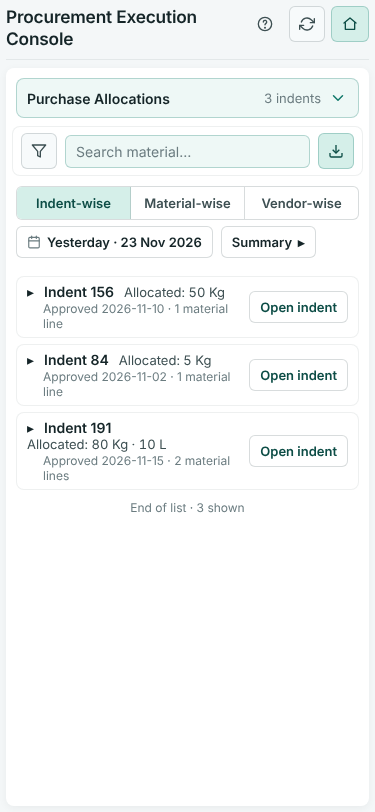 Procurement Execution
Console
Purchase Allocations 3 indents
Search material...
Indent-wise Material-wise Vendor-wise
Yesterday · 23 Nov 2026 Summary ▸
▸ Indent 156 Allocated: 50 Kg
Approved 2026-11-10 · 1 material
line
Open indent
▸ Indent 84 Allocated: 5 Kg
Approved 2026-11-02 · 1 material
line
Open indent
▸ Indent 191
Allocated: 80 Kg · 10 L
Approved 2026-11-15 · 2 material
lines
Open indent
End of list · 3 shown